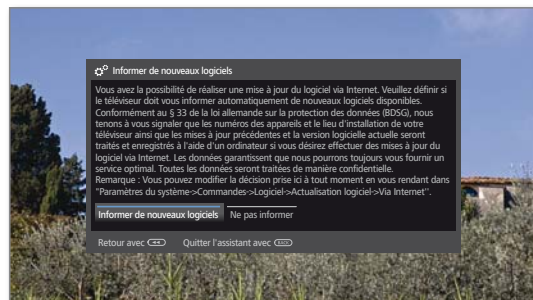 Informer de nouveaux logiciels
Vous avez la possibilité de réaliser une mise à jour du logiciel via Internet. Veuillez définir si
le téléviseur doit vous informer automatiquement de nouveaux logiciels disponibles.
Conformément au § 33 de la loi allemande sur la protection des données (BDSG), nous
tenons à vous signaler que les numéros des appareils et le lieu d'installation de votre
téléviseur ainsi que les mises à jour précédentes et la version logicielle actuelle seront
traités et enregistrés à l'aide d'un ordinateur si vous désirez effectuer des mises à jour du
logiciel via Internet. Les données garantissent que nous pourrons toujours vous fournir un
service optimal. Toutes les données seront traitées de manière confidentielle.
Remarque : Vous pouvez modifier la décision prise ici à tout moment en vous rendant dans
"Paramètres du système->Commandes->Logiciel->Actualisation logiciel->Via Internet".
Informer de nouveaux logiciels Ne pas informer
Retour avec Quitter l'assistant avec